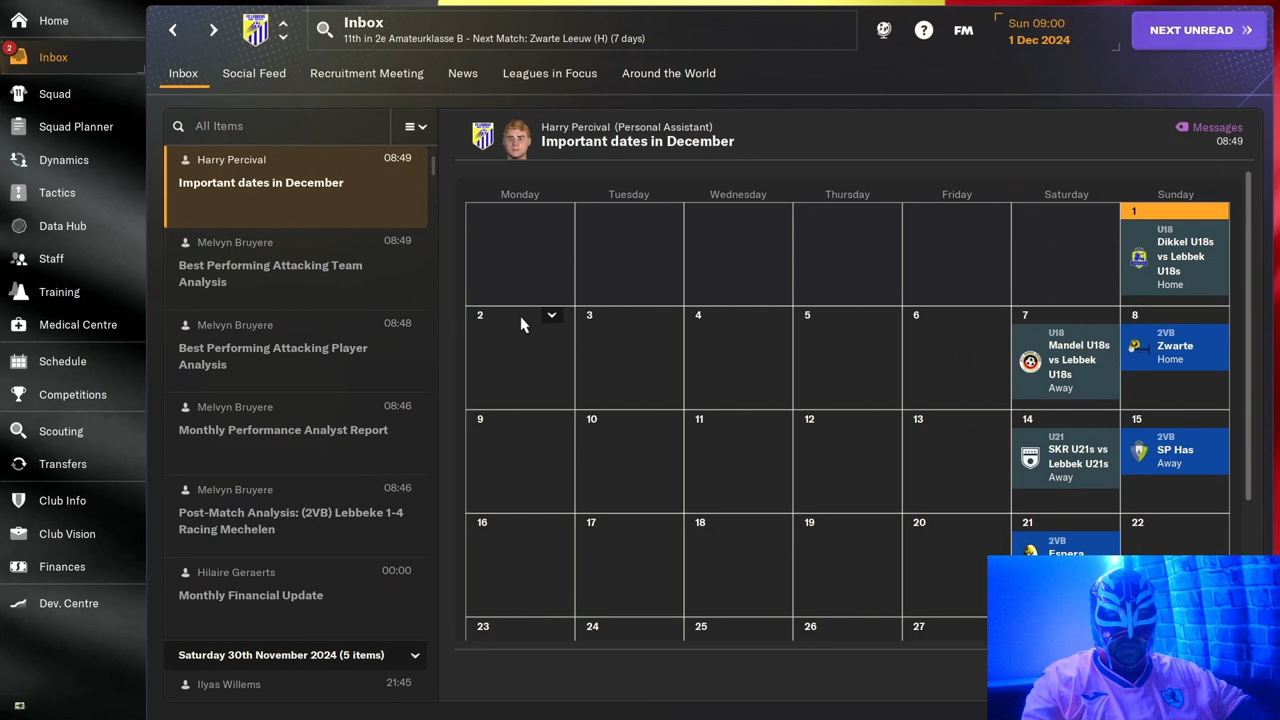 Home
2
Inbox
Squad
Squad Planner
Dynamics
Tactics
Data Hub
Staff
Training
Medical Centre
Schedule
Competitions
Scouting
Transfers
Club Info
Club Vision
Finances
Dev. Centre
Inbox
11th in 2e Amateurklasse B - Next Match: Zwarte Leeuw (H) (7 days)
?
FM
Sun 09:00
1 Dec 2024
NEXT UNREAD
Inbox
Social Feed
Recruitment Meeting
News
Leagues in Focus
Around the World
All Items
Harry Percival 08:49
Important dates in December
Melvyn Bruyere 08:49
Best Performing Attacking Team
Analysis
Melvyn Bruyere 08:48
Best Performing Attacking Player
Analysis
Melvyn Bruyere 08:46
Monthly Performance Analyst Report
Melvyn Bruyere 08:46
Post-Match Analysis: (2VB) Lebbeke 1-4
Racing Mechelen
Hilaire Geraerts 00:00
Monthly Financial Update
Saturday 30th November 2024 (5 items)
Ilyas Willems 21:45
Harry Percival (Personal Assistant)
Important dates in December
Messages
08:49
Monday Tuesday Wednesday Thursday Friday Saturday Sunday
1
U18
Dikkel U18s
vs Lebbek
U18s
Home
2 3 4 5 6 7 8
U18
Mandel U18s
vs Lebbek
U18s
Away
2VB
Zwarte
Home
9 10 11 12 13 14 15
U21
SKR U21s vs
Lebbek U21s
Away
2VB
SP Has
Away
16 17 18 19 20 21 22
2VB
Espera
23 24 25 26 27